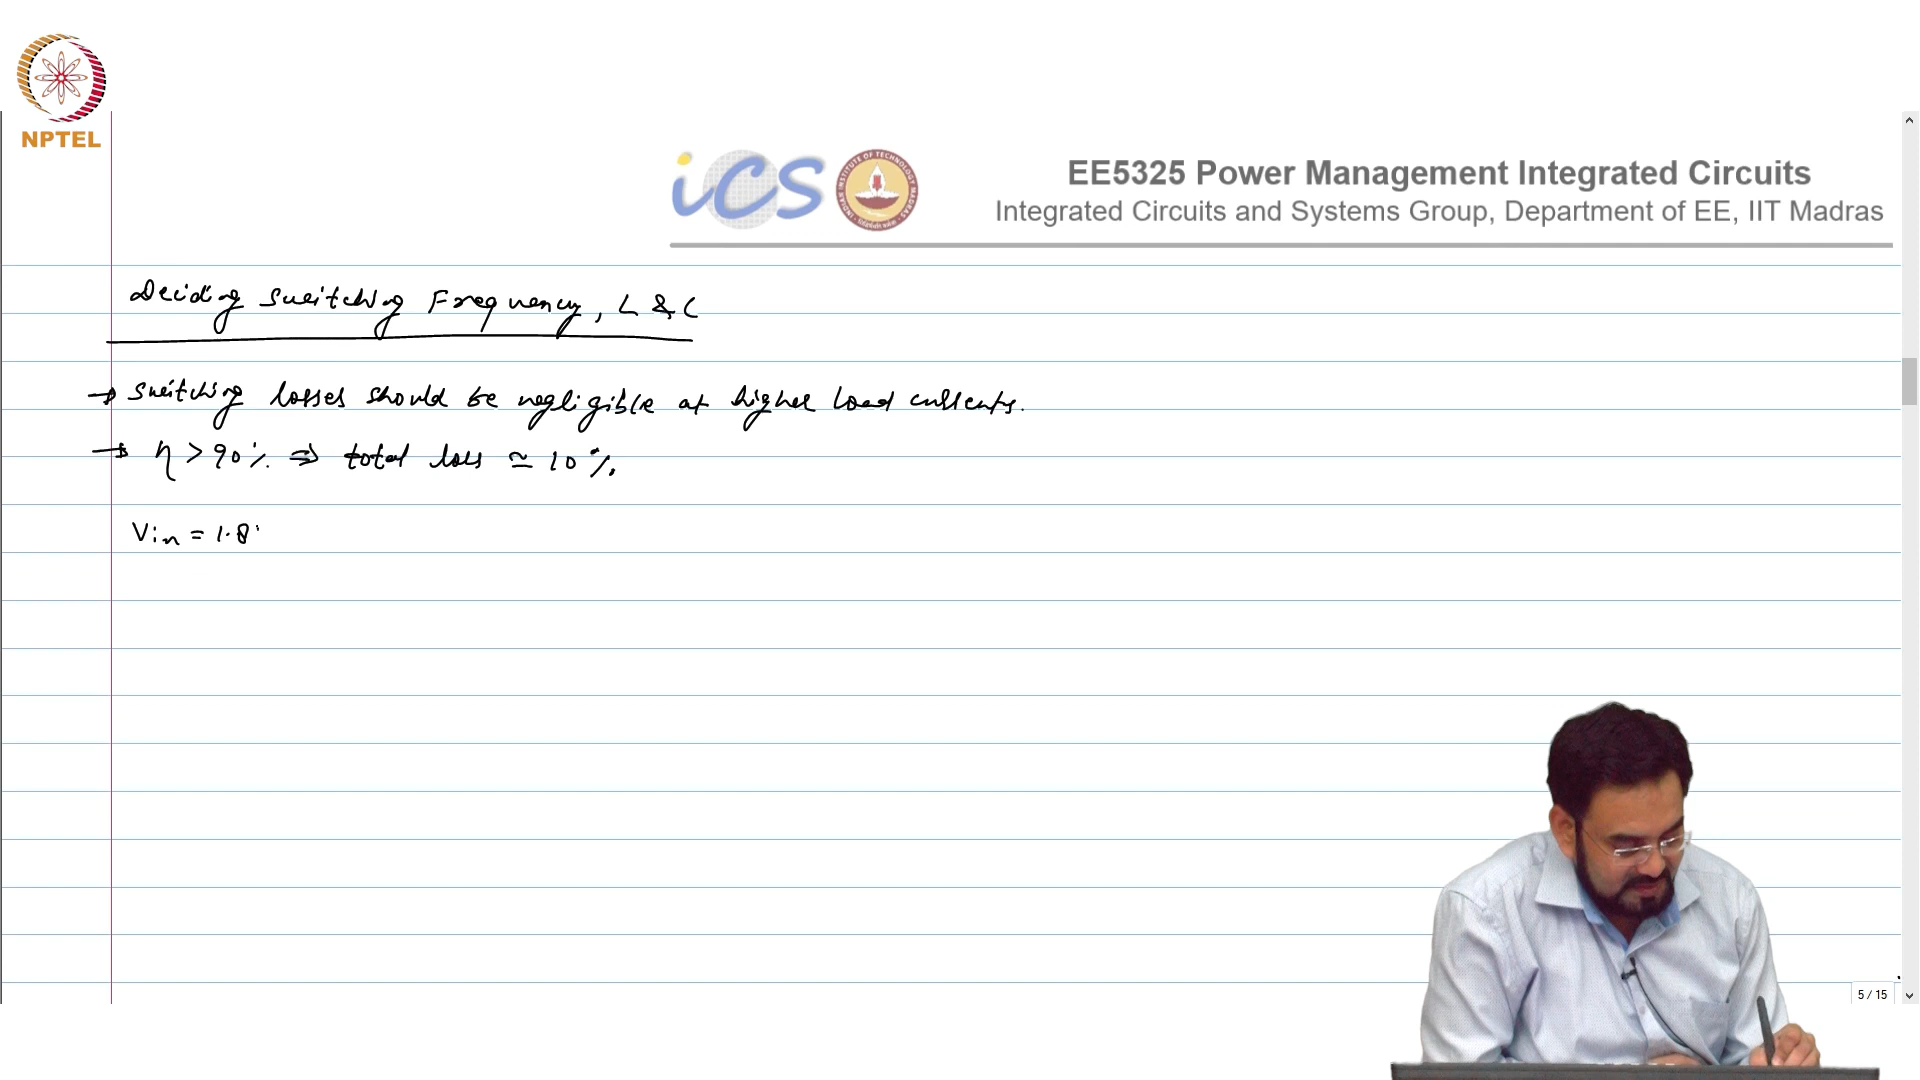 NPTEL
ics
EE5325 Power Management Integrated Circuits
Integrated Circuits and Systems Group, Department of EE, IIT Madras
Deciding Switching Frequency, L & C
→ Switching losses should be negligible at higher load currents.
→ η > 90% ⇒ total loss ≃ 10%.
Vin = 1.8
5 / 15